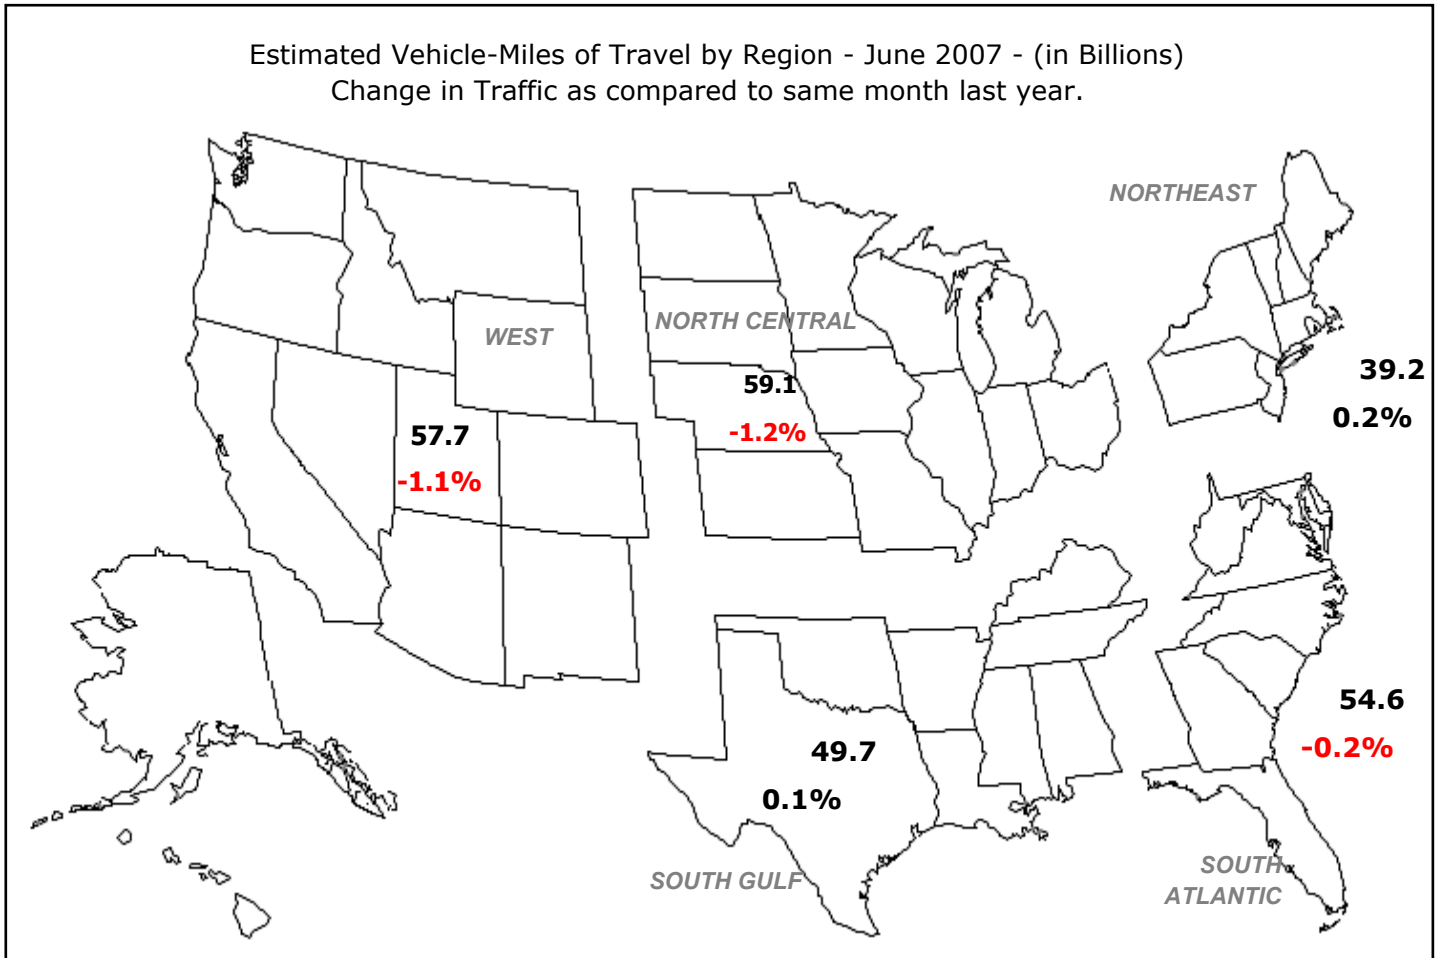 Estimated Vehicle-Miles of Travel by Region - June 2007 - (in Billions)
Change in Traffic as compared to same month last year.
NORTHEAST
39.2
0.2%
WEST
57.7
-1.1%
NORTH CENTRAL
59.1
-1.2%
SOUTH GULF
49.7
0.1%
SOUTH
ATLANTIC
54.6
-0.2%